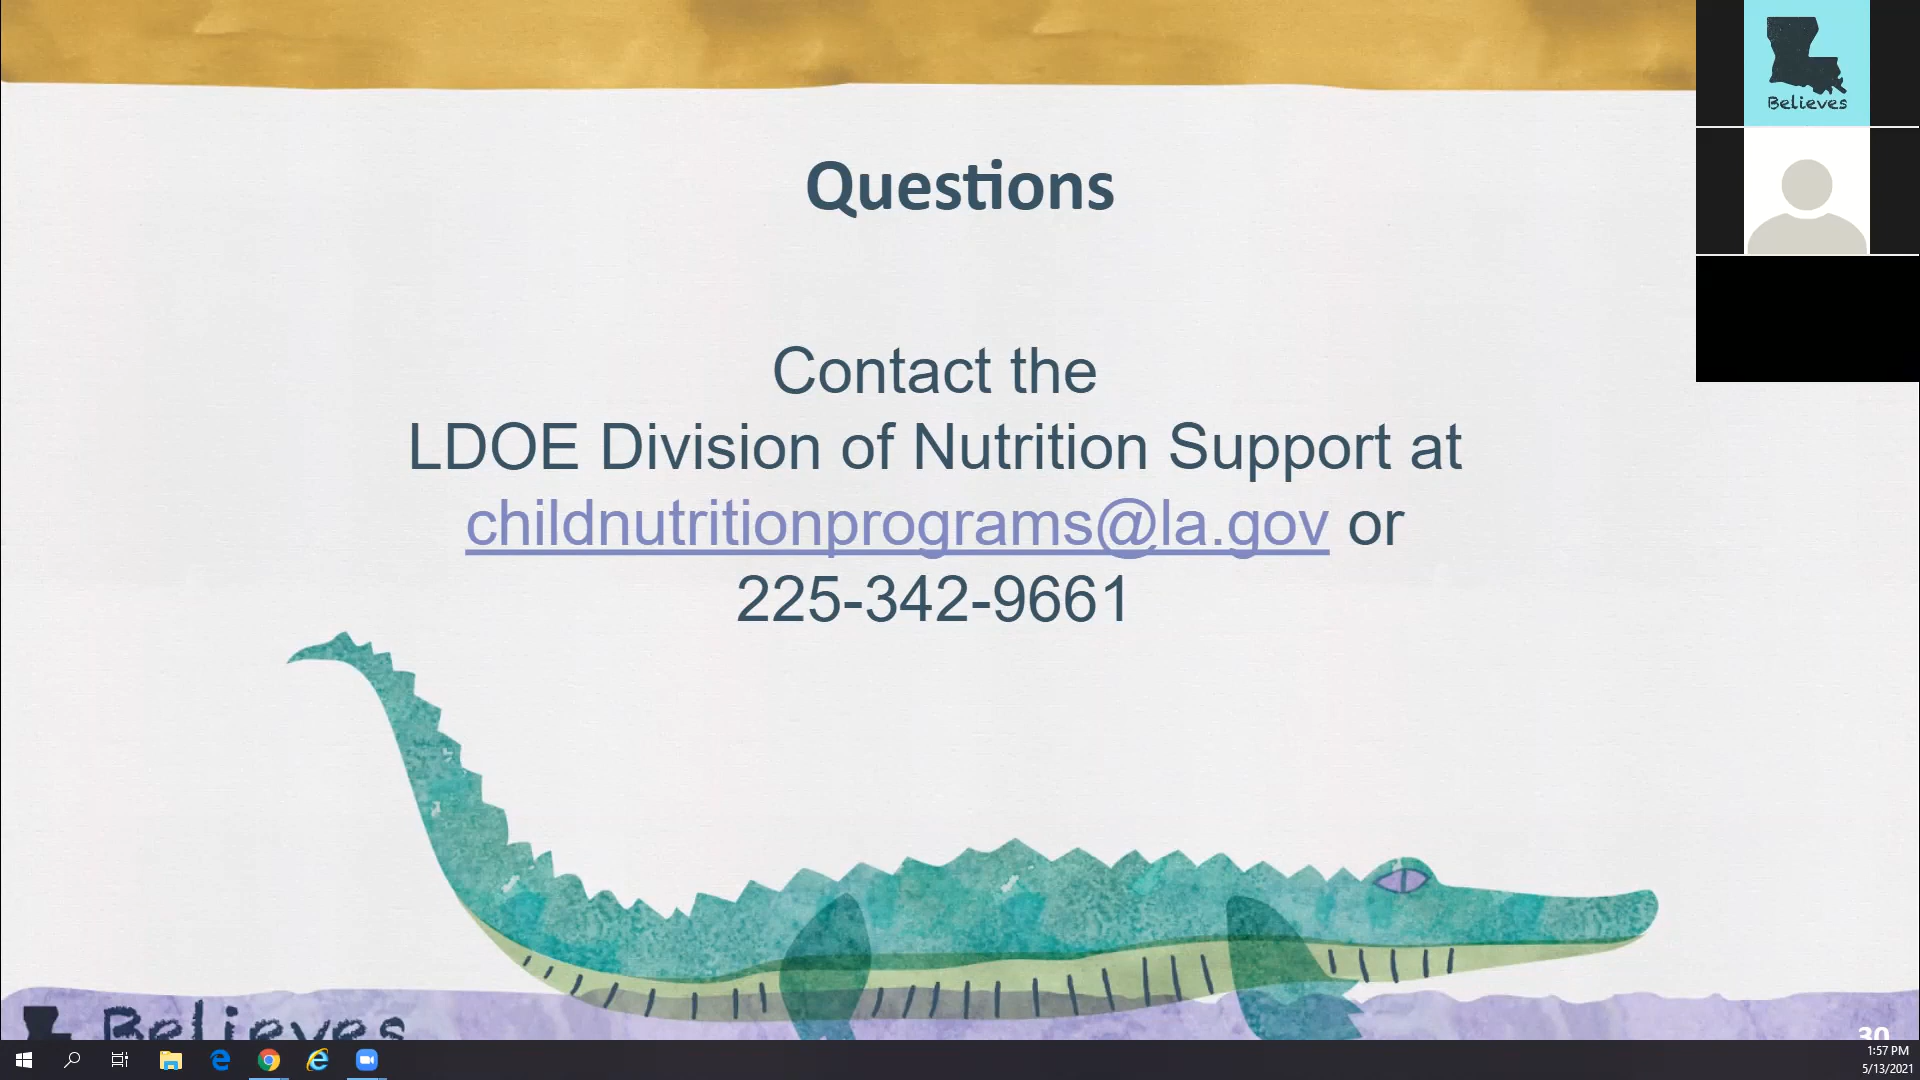 Believes
Questions
Contact the
LDOE Division of Nutrition Support at
childnutritionprograms@la.gov or
225-342-9661
Believes
30
1:57 PM
5/13/2021